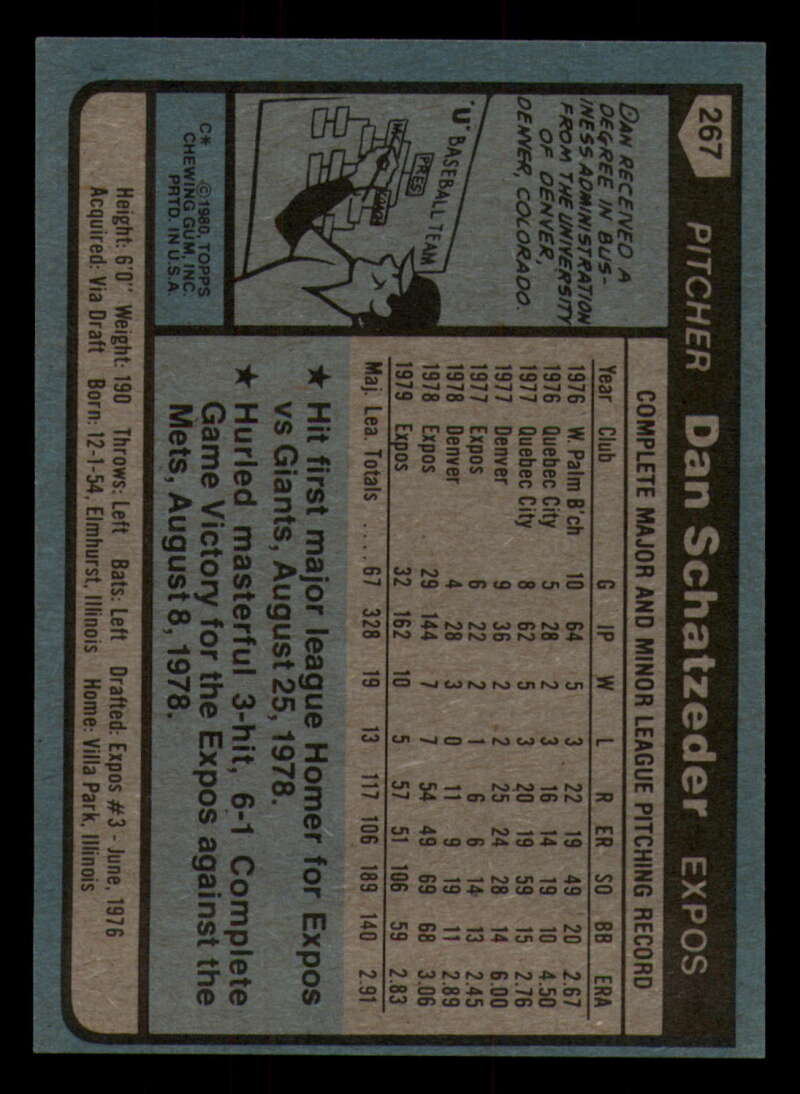 267
PITCHER Dan Schatzeder EXPOS
DAN RECEIVED A
DEGREE IN BUS-
INESS ADMINISTRATION
FROM THE UNIVERSITY
OF DENVER,
DENVER, COLORADO.
"U" BASEBALL TEAM
PRES
C* ©1980, TOPPS
CHEWING GUM, INC.
PRTD. IN U.S.A.
COMPLETE MAJOR AND MINOR LEAGUE PITCHING RECORD
Year Club G IP W L R ER SO BB ERA
1976 W. Palm B'ch 10 64 5 3 22 19 49 20 2.67
1976 Quebec City 5 28 2 3 16 14 19 10 4.50
1977 Quebec City 8 62 5 3 20 19 59 15 2.76
1977 Denver 9 36 2 2 25 24 28 14 6.00
1977 Expos 6 22 2 1 6 6 14 13 2.45
1978 Denver 4 28 3 0 11 9 19 11 2.89
1978 Expos 29 144 7 7 54 49 69 68 3.06
1979 Expos 32 162 10 5 57 51 106 59 2.83
Maj. Lea. Totals .... 67 328 19 13 117 106 189 140 2.91
★ Hit first major league Homer for Expos
vs Giants, August 25, 1978.
★ Hurled masterful 3-hit, 6-1 Complete
Game Victory for the Expos against the
Mets, August 8, 1978.
Height: 6'0" Weight: 190 Throws: Left Bats: Left Drafted: Expos #3 - June, 1976
Acquired: Via Draft Born: 12-1-54, Elmhurst, Illinois Home: Villa Park, Illinois